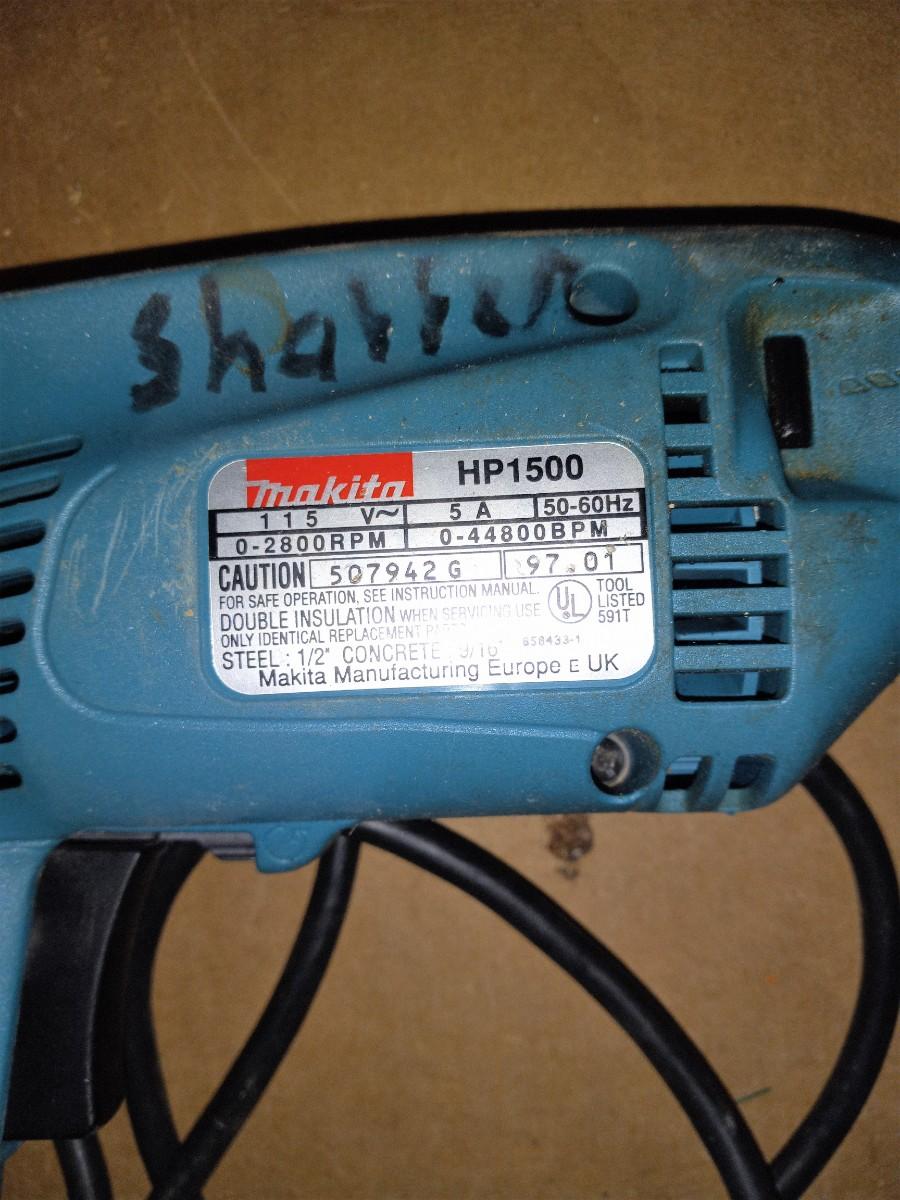 makita HP1500
115 V~ 5 A 50-60Hz
0-2800RPM 0-44800BPM
CAUTION 507942 G 97.01
FOR SAFE OPERATION, SEE INSTRUCTION MANUAL.
DOUBLE INSULATION WHEN SERVICING USE
ONLY IDENTICAL REPLACEMENT 658433-1
UL TOOL
LISTED
591T
STEEL: 1/2" CONCRETE: 9/16"
Makita Manufacturing Europe E UK